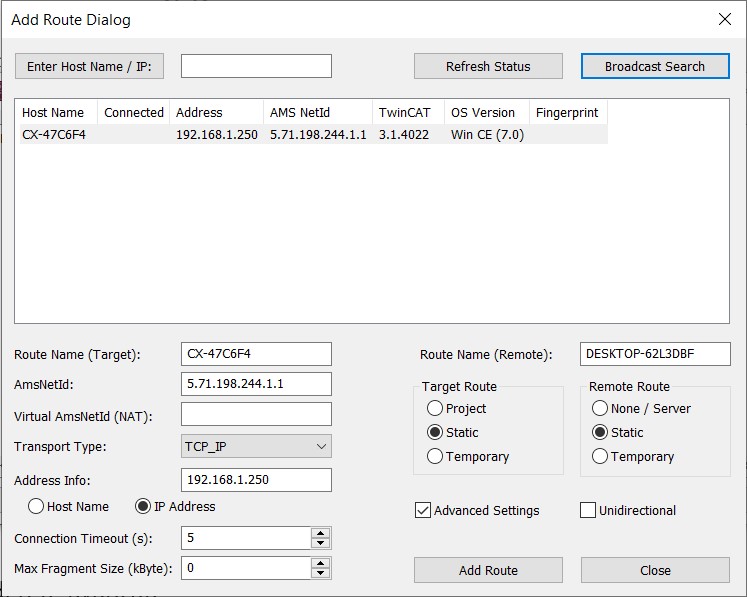 Add Route Dialog
Enter Host Name / IP: Refresh Status Broadcast Search
Host Name Connected Address AMS NetId TwinCAT OS Version Fingerprint
CX-47C6F4 192.168.1.250 5.71.198.244.1.1 3.1.4022 Win CE (7.0)
Route Name (Target): CX-47C6F4 Route Name (Remote): DESKTOP-62L3DBF
AmsNetId: 5.71.198.244.1.1 Target Route Remote Route
Virtual AmsNetId (NAT): Project None / Server
Transport Type: TCP_IP Static Static
Temporary Temporary
Address Info: 192.168.1.250
Host Name IP Address Advanced Settings Unidirectional
Connection Timeout (s): 5
Max Fragment Size (kByte): 0 Add Route Close